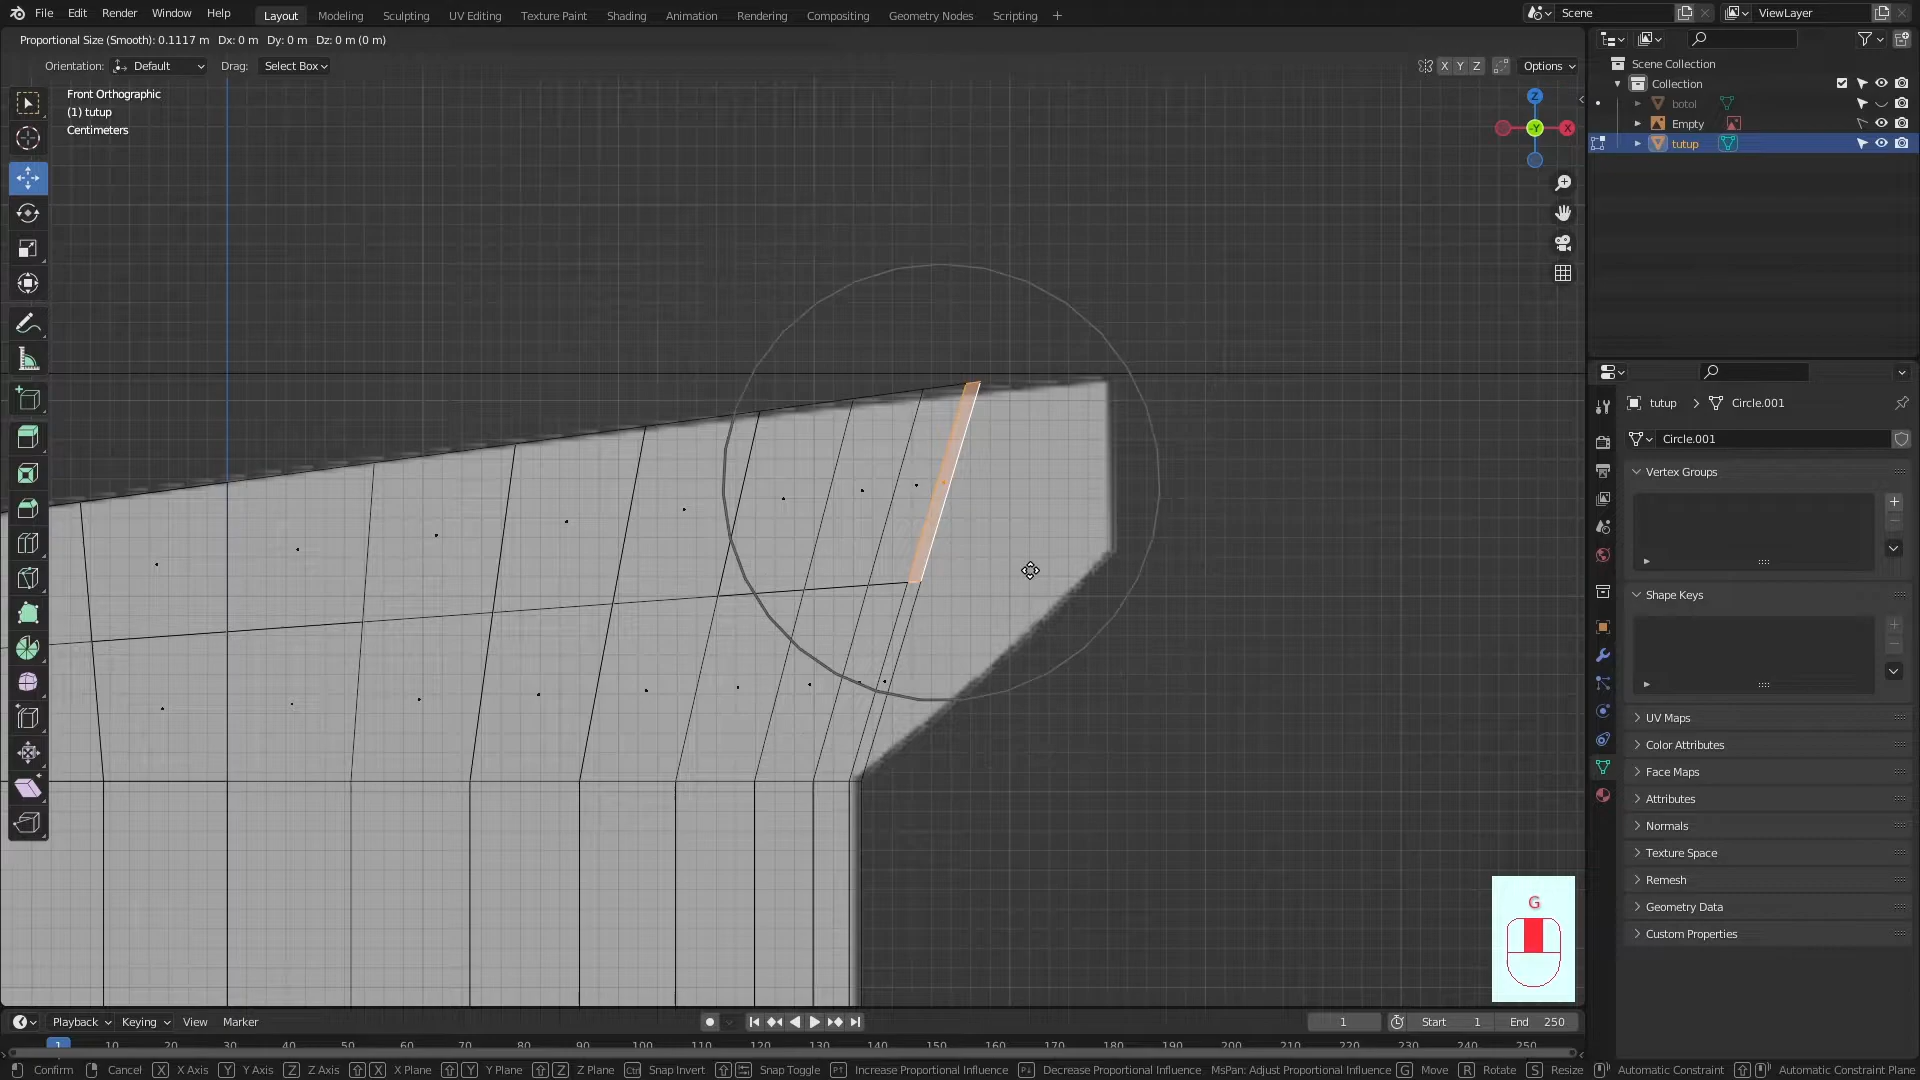 File Edit Render Window Help Layout Modeling Sculpting UV Editing Texture Paint Shading Animation Rendering Compositing Geometry Nodes Scripting + Scene ViewLayer
Proportional Size (Smooth): 0.1117 m Dx: 0 m Dy: 0 m Dz: 0 m (0 m)
Orientation: Default Drag: Select Box X Y Z Options
Scene Collection
Collection
botol
Empty
tutup
Front Orthographic
(1) tutup
Centimeters
Z
-Y
X
tutup > Circle.001
Circle.001
Vertex Groups
Shape Keys
UV Maps
Color Attributes
Face Maps
Attributes
Normals
Texture Space
Remesh
Geometry Data
Custom Properties
G
Playback Keying View Marker 1 Start 1 End 250
1 10 20 30 40 50 60 70 80 90 100 110 120 130 140 150 160 170 180 190 200 210 220 230 240 250
Confirm Cancel X X Axis Y Y Axis Z Z Axis X X Plane Y Y Plane Z Z Plane Ctrl Snap Invert Snap Toggle Increase Proportional Influence Decrease Proportional Influence MsPan: Adjust Proportional Influence G Move R Rotate S Resize Automatic Constraint Automatic Constraint Plane